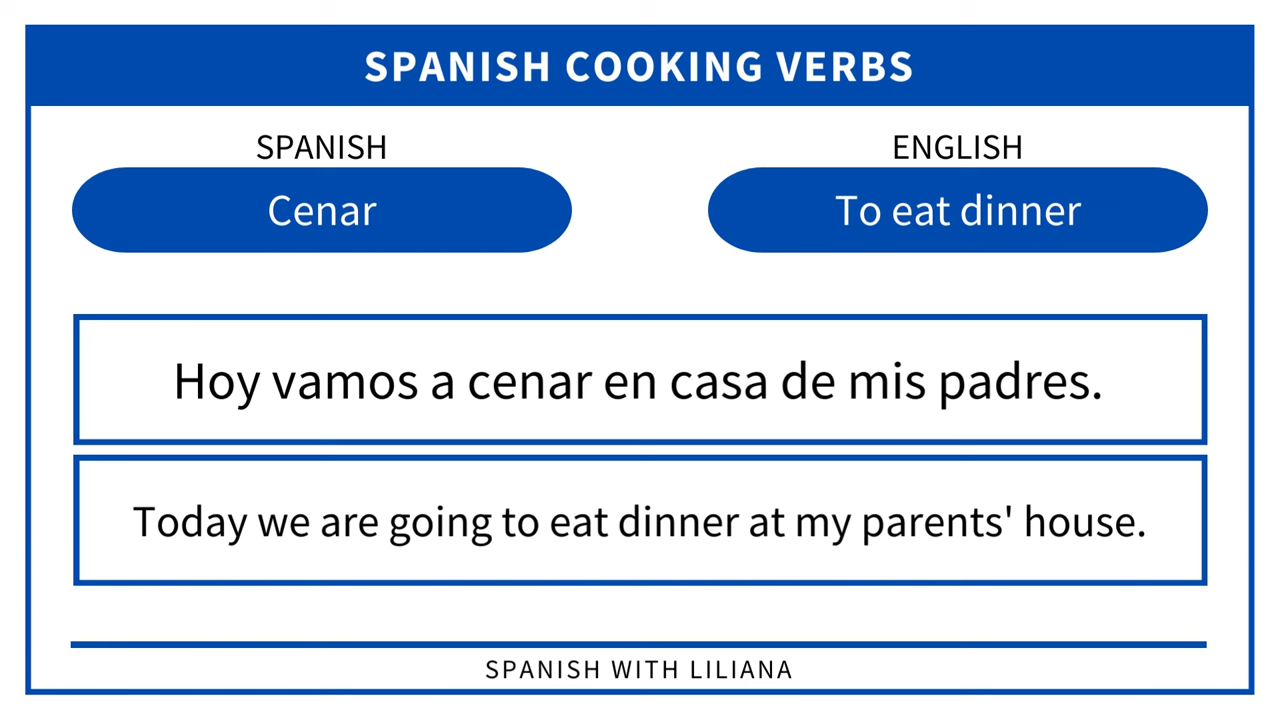 SPANISH COOKING VERBS
SPANISH
ENGLISH
Cenar
To eat dinner
Hoy vamos a cenar en casa de mis padres.
Today we are going to eat dinner at my parents' house.
SPANISH WITH LILIANA